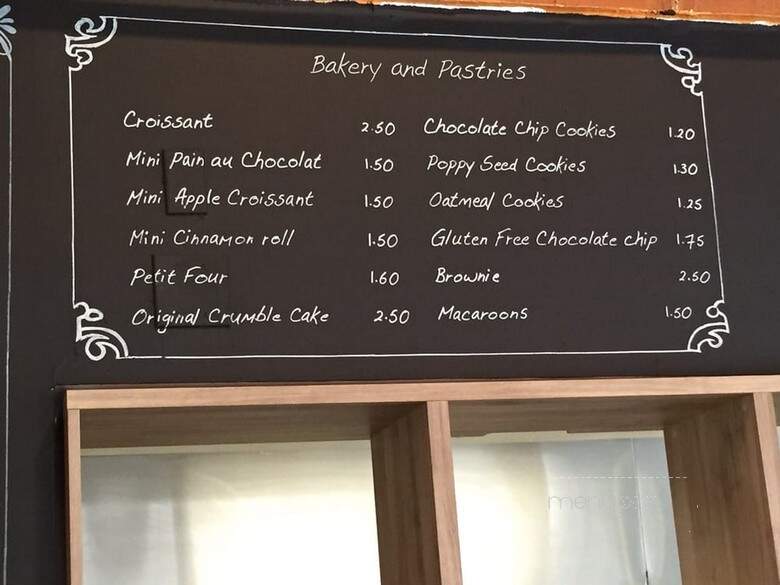 Bakery and Pastries
Croissant 2.50
Mini Pain au Chocolat 1.50
Mini Apple Croissant 1.50
Mini Cinnamon roll 1.50
Petit Four 1.60
Original Crumble Cake 2.50
Chocolate Chip Cookies 1.20
Poppy Seed Cookies 1.30
Oatmeal Cookies 1.25
Gluten Free Chocolate chip 1.75
Brownie 2.50
Macaroons 1.50